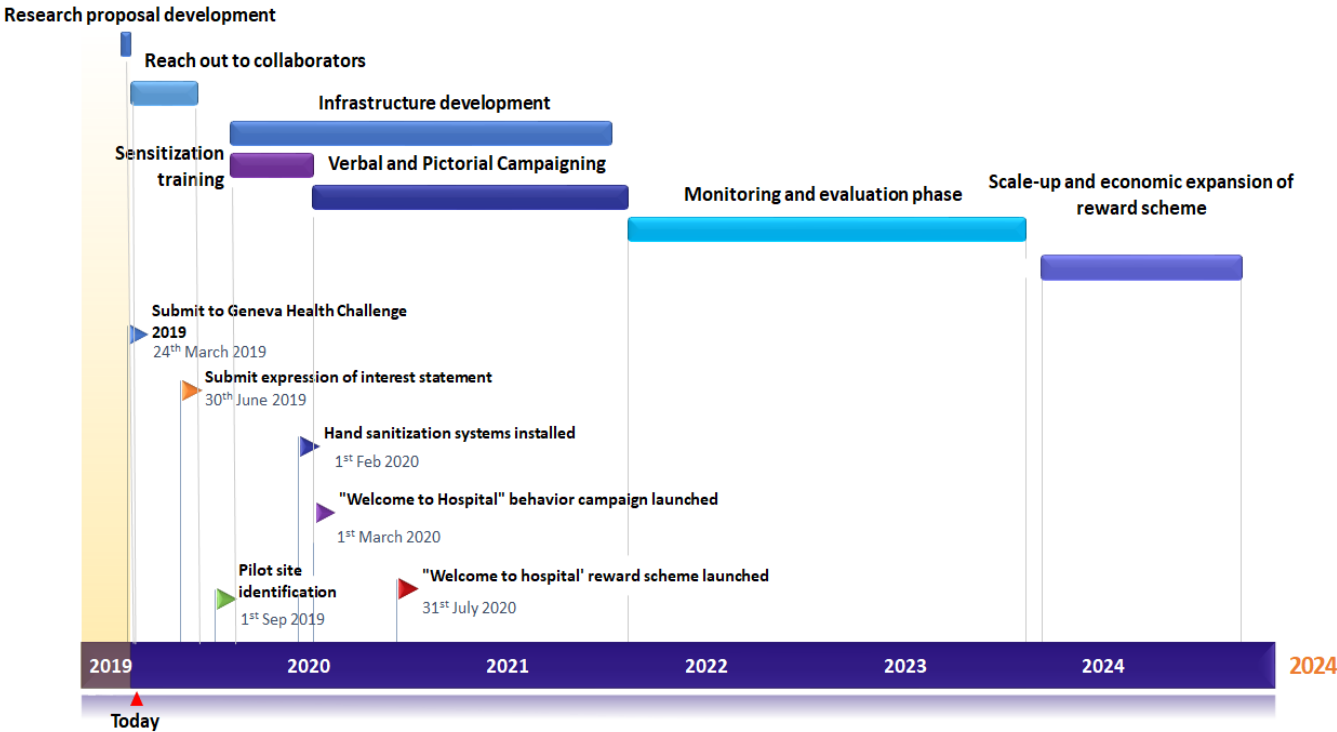 Research proposal development
Reach out to collaborators
Infrastructure development
Sensitization
training
Verbal and Pictorial Campaigning
Monitoring and evaluation phase
Scale-up and economic expansion of
reward scheme
Submit to Geneva Health Challenge
2019
24th March 2019
Submit expression of interest statement
30th June 2019
Hand sanitization systems installed
1st Feb 2020
"Welcome to Hospital" behavior campaign launched
1st March 2020
Pilot site
identification
1st Sep 2019
"Welcome to hospital' reward scheme launched
31st July 2020
2019 2020 2021 2022 2023 2024 2024
Today